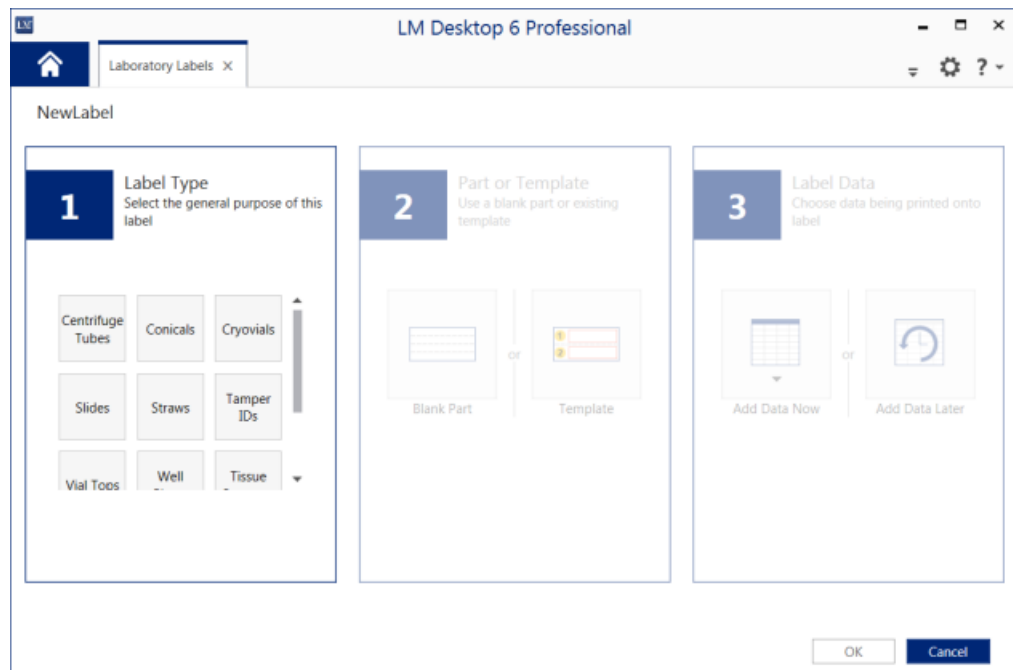 LM
LM Desktop 6 Professional
Laboratory Labels
?
NewLabel
1
Label Type
Select the general purpose of this
label
Centrifuge
Tubes
Conicals
Cryovials
Slides
Straws
Tamper
IDs
Vial Tops
Well
Tissue
2
Part or Template
Use a blank part or existing
template
1
2
or
Blank Part
Template
3
Label Data
Choose data being printed onto
label
or
Add Data Now
Add Data Later
OK
Cancel